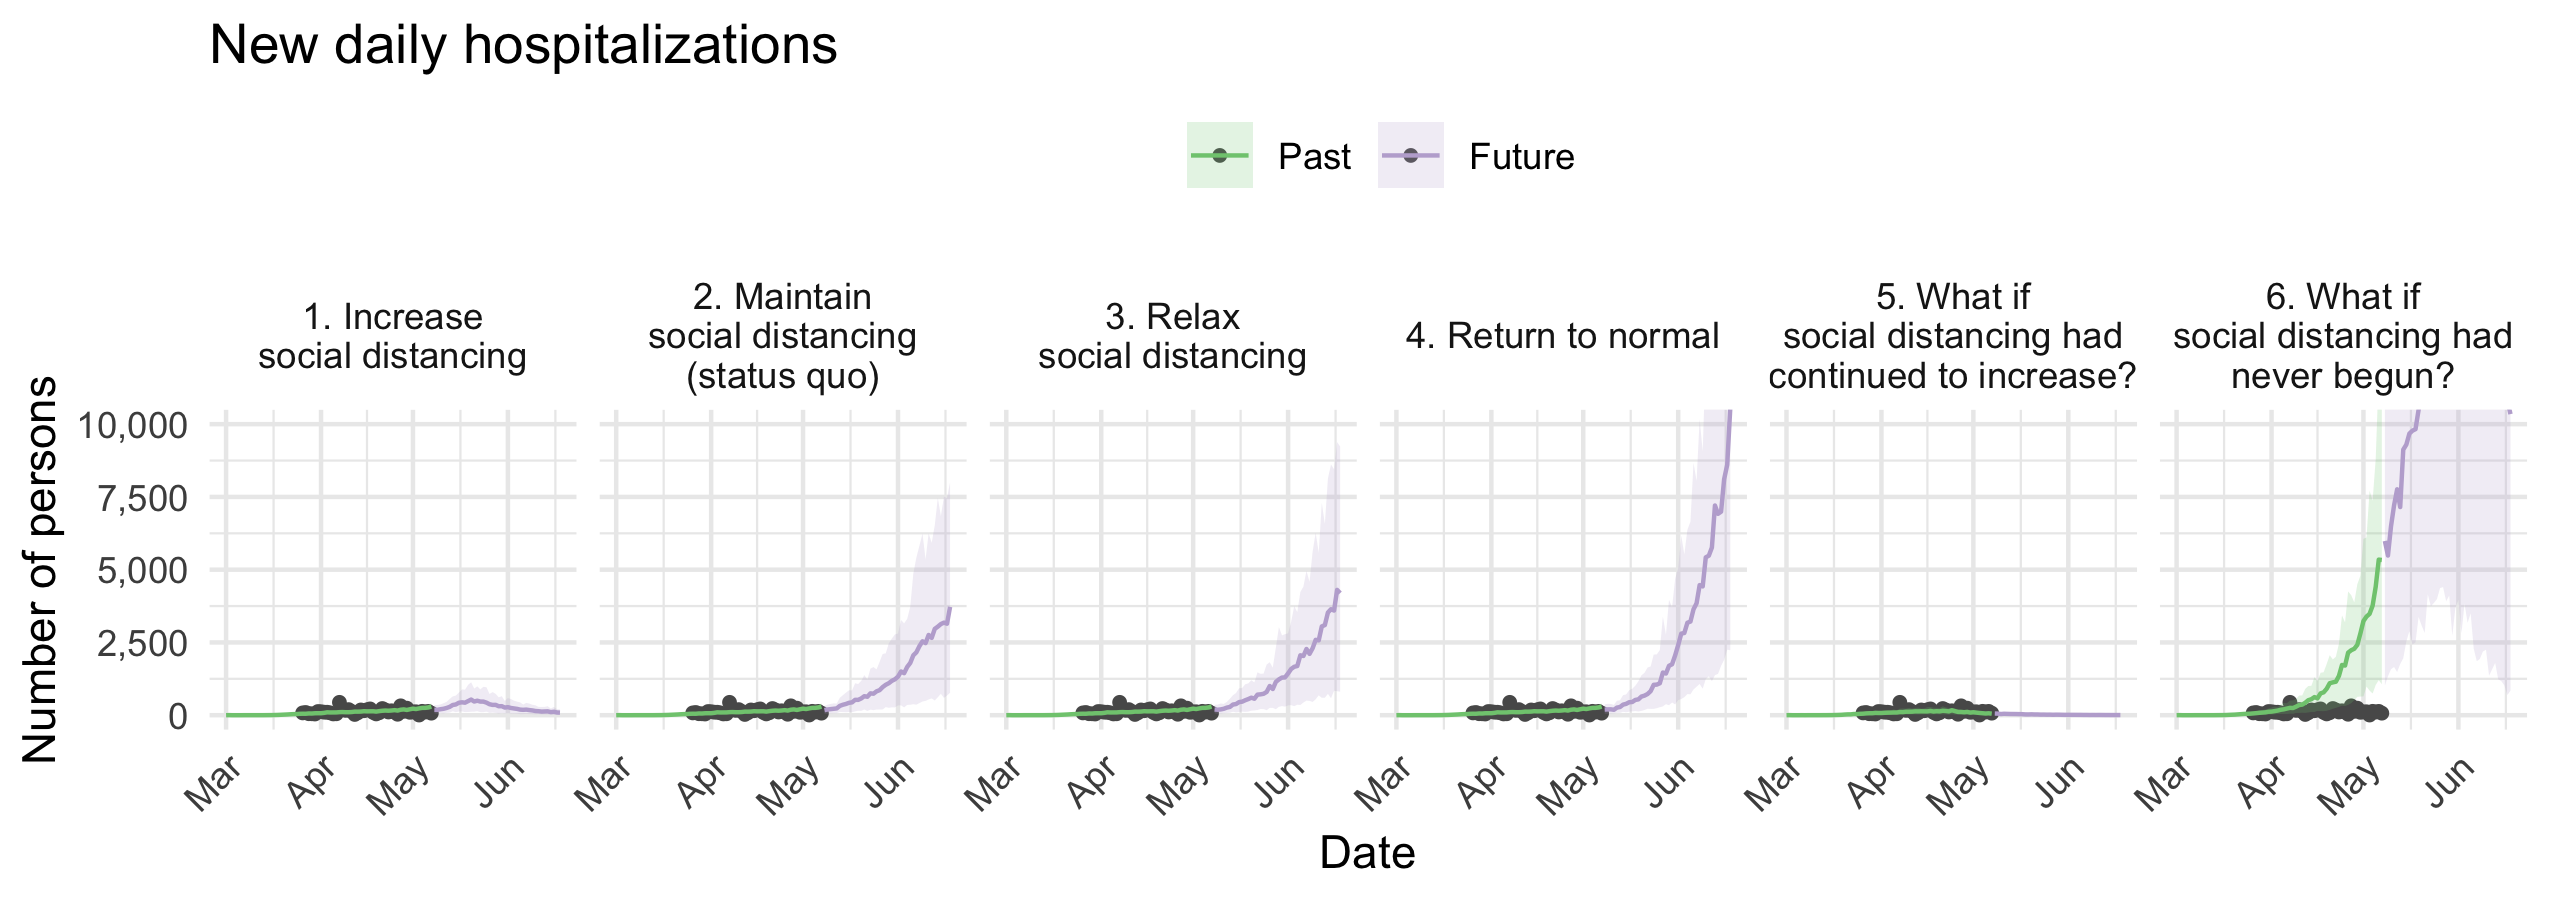 New daily hospitalizations
Past
Future
1. Increase
social distancing
2. Maintain
social distancing
(status quo)
3. Relax
social distancing
4. Return to normal
5. What if
social distancing had
continued to increase?
6. What if
social distancing had
never begun?
Number of persons
10,000
7,500
5,000
2,500
0
Mar
Apr
May
Jun
Mar
Apr
May
Jun
Mar
Apr
May
Jun
Mar
Apr
May
Jun
Mar
Apr
May
Jun
Mar
Apr
May
Jun
Date